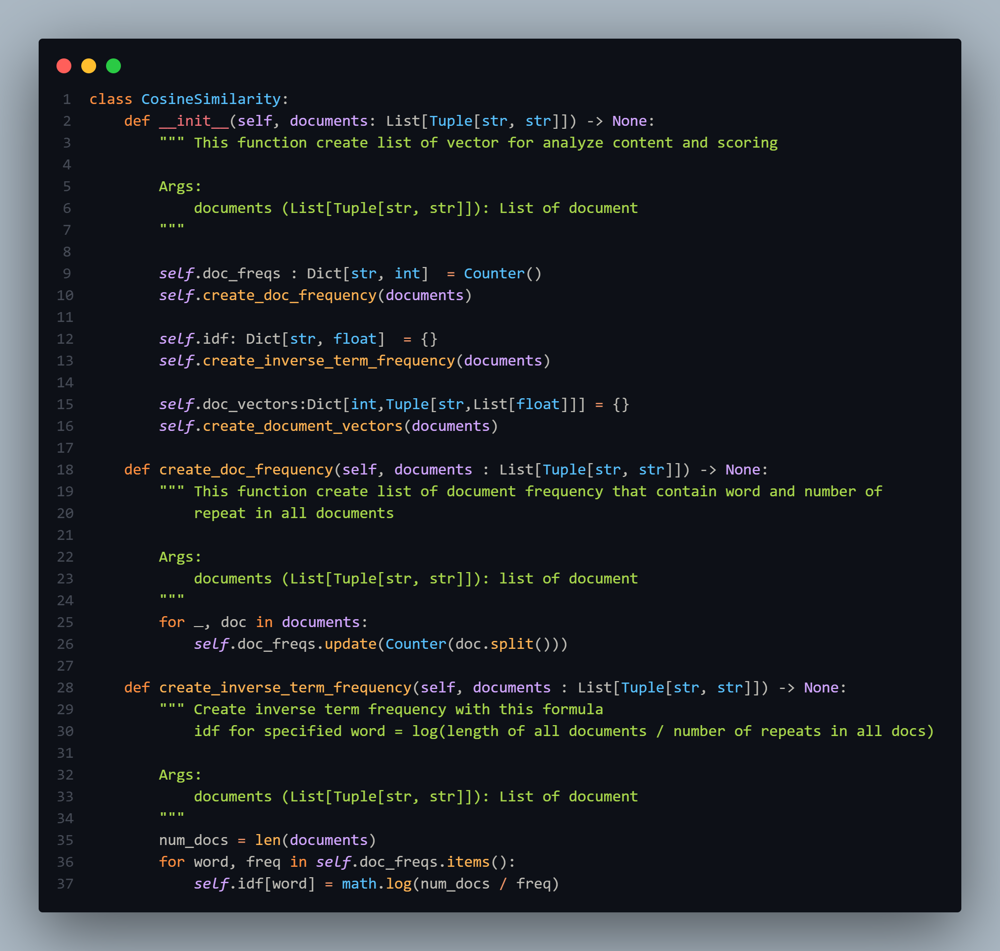 1 class CosineSimilarity:
2     def __init__(self, documents: List[Tuple[str, str]]) -> None:
3         """ This function create list of vector for analyze content and scoring
4
5         Args:
6             documents (List[Tuple[str, str]]): List of document
7         """
8
9         self.doc_freqs : Dict[str, int]  = Counter()
10         self.create_doc_frequency(documents)
11
12         self.idf: Dict[str, float]  = {}
13         self.create_inverse_term_frequency(documents)
14
15         self.doc_vectors:Dict[int,Tuple[str,List[float]]] = {}
16         self.create_document_vectors(documents)
17
18     def create_doc_frequency(self, documents : List[Tuple[str, str]]) -> None:
19         """ This function create list of document frequency that contain word and number of
20             repeat in all documents
21
22         Args:
23             documents (List[Tuple[str, str]]): list of document
24         """
25         for _, doc in documents:
26             self.doc_freqs.update(Counter(doc.split()))
27
28     def create_inverse_term_frequency(self, documents : List[Tuple[str, str]]) -> None:
29         """ Create inverse term frequency with this formula
30             idf for specified word = log(length of all documents / number of repeats in all docs)
31
32         Args:
33             documents (List[Tuple[str, str]]): List of document
34         """
35         num_docs = len(documents)
36         for word, freq in self.doc_freqs.items():
37             self.idf[word] = math.log(num_docs / freq)